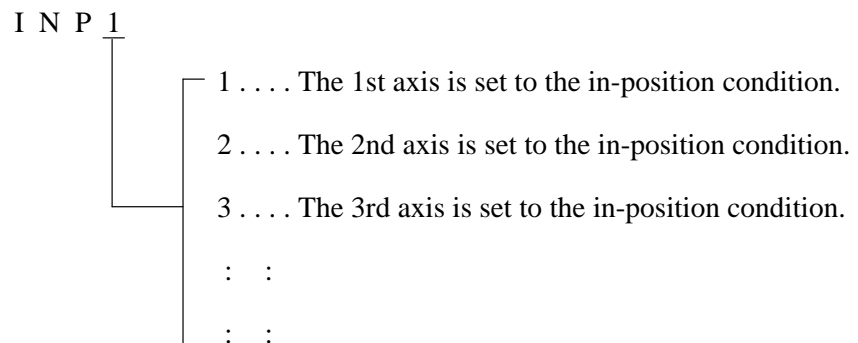 I N P 1
1 . . . . The 1st axis is set to the in-position condition.
2 . . . . The 2nd axis is set to the in-position condition.
3 . . . . The 3rd axis is set to the in-position condition.
: :
: :